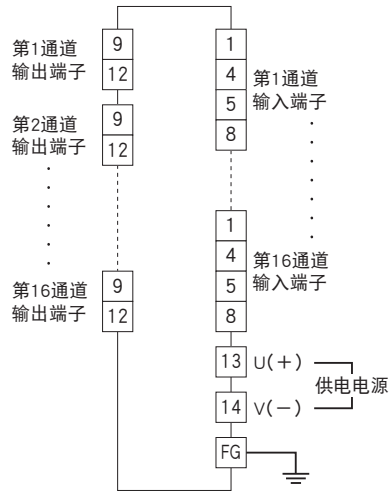 第1通道
输出端子
9
12
第2通道
输出端子
9
12
第16通道
输出端子
9
12
1
4
5
8
第1通道
输入端子
1
4
5
8
第16通道
输入端子
13 U(+)
供电电源
14 V(-)
FG